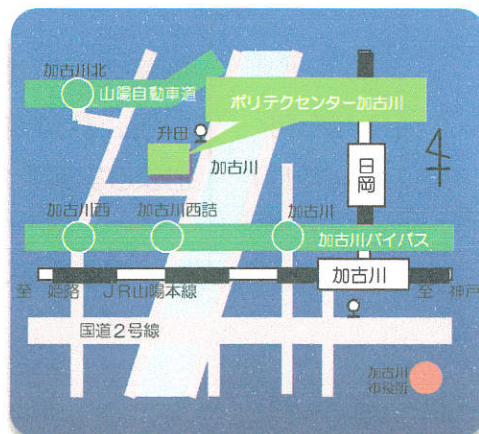 加古川北
山陽自動車道
ポリテクセンター加古川
升田
加古川
日岡
加古川西
加古川西詰
加古川
加古川バイパス
加古川
至 姫路
JR山陽本線
至 神戸
国道2号線
加古川
市役所